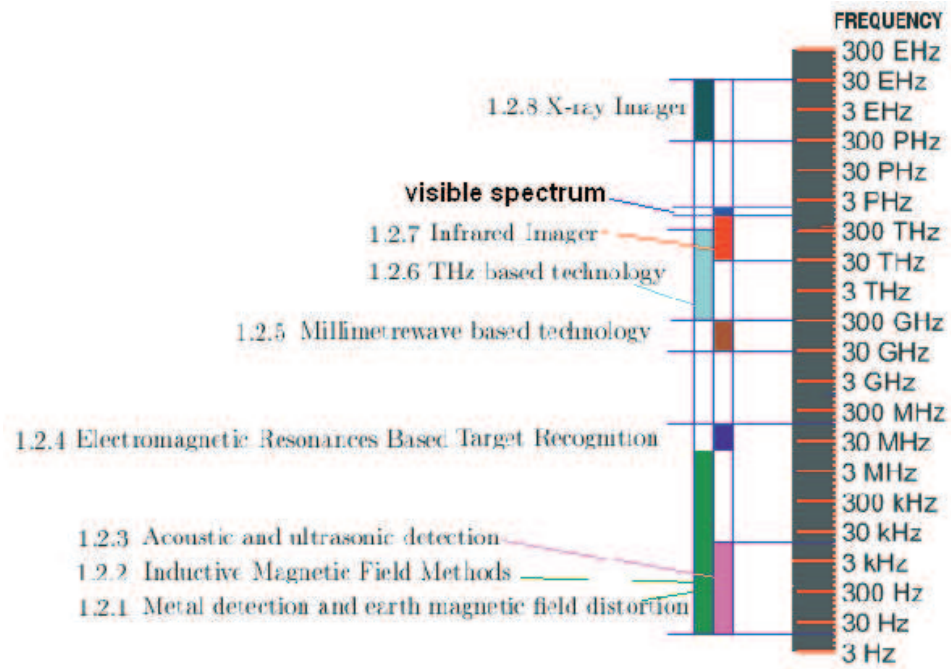 FREQUENCY
300 EHz
30 EHz
3 EHz
300 PHz
30 PHz
3 PHz
300 THz
30 THz
3 THz
300 GHz
30 GHz
3 GHz
300 MHz
30 MHz
3 MHz
300 kHz
30 kHz
3 kHz
300 Hz
30 Hz
3 Hz
1.2.8 X-ray Imager
visible spectrum
1.2.7 Infrared Imager
1.2.6 THz based technology
1.2.5 Millimetrewave based technology
1.2.4 Electromagnetic Resonances Based Target Recognition
1.2.3 Acoustic and ultrasonic detection
1.2.2 Inductive Magnetic Field Methods
1.2.1 Metal detection and earth magnetic field distortion